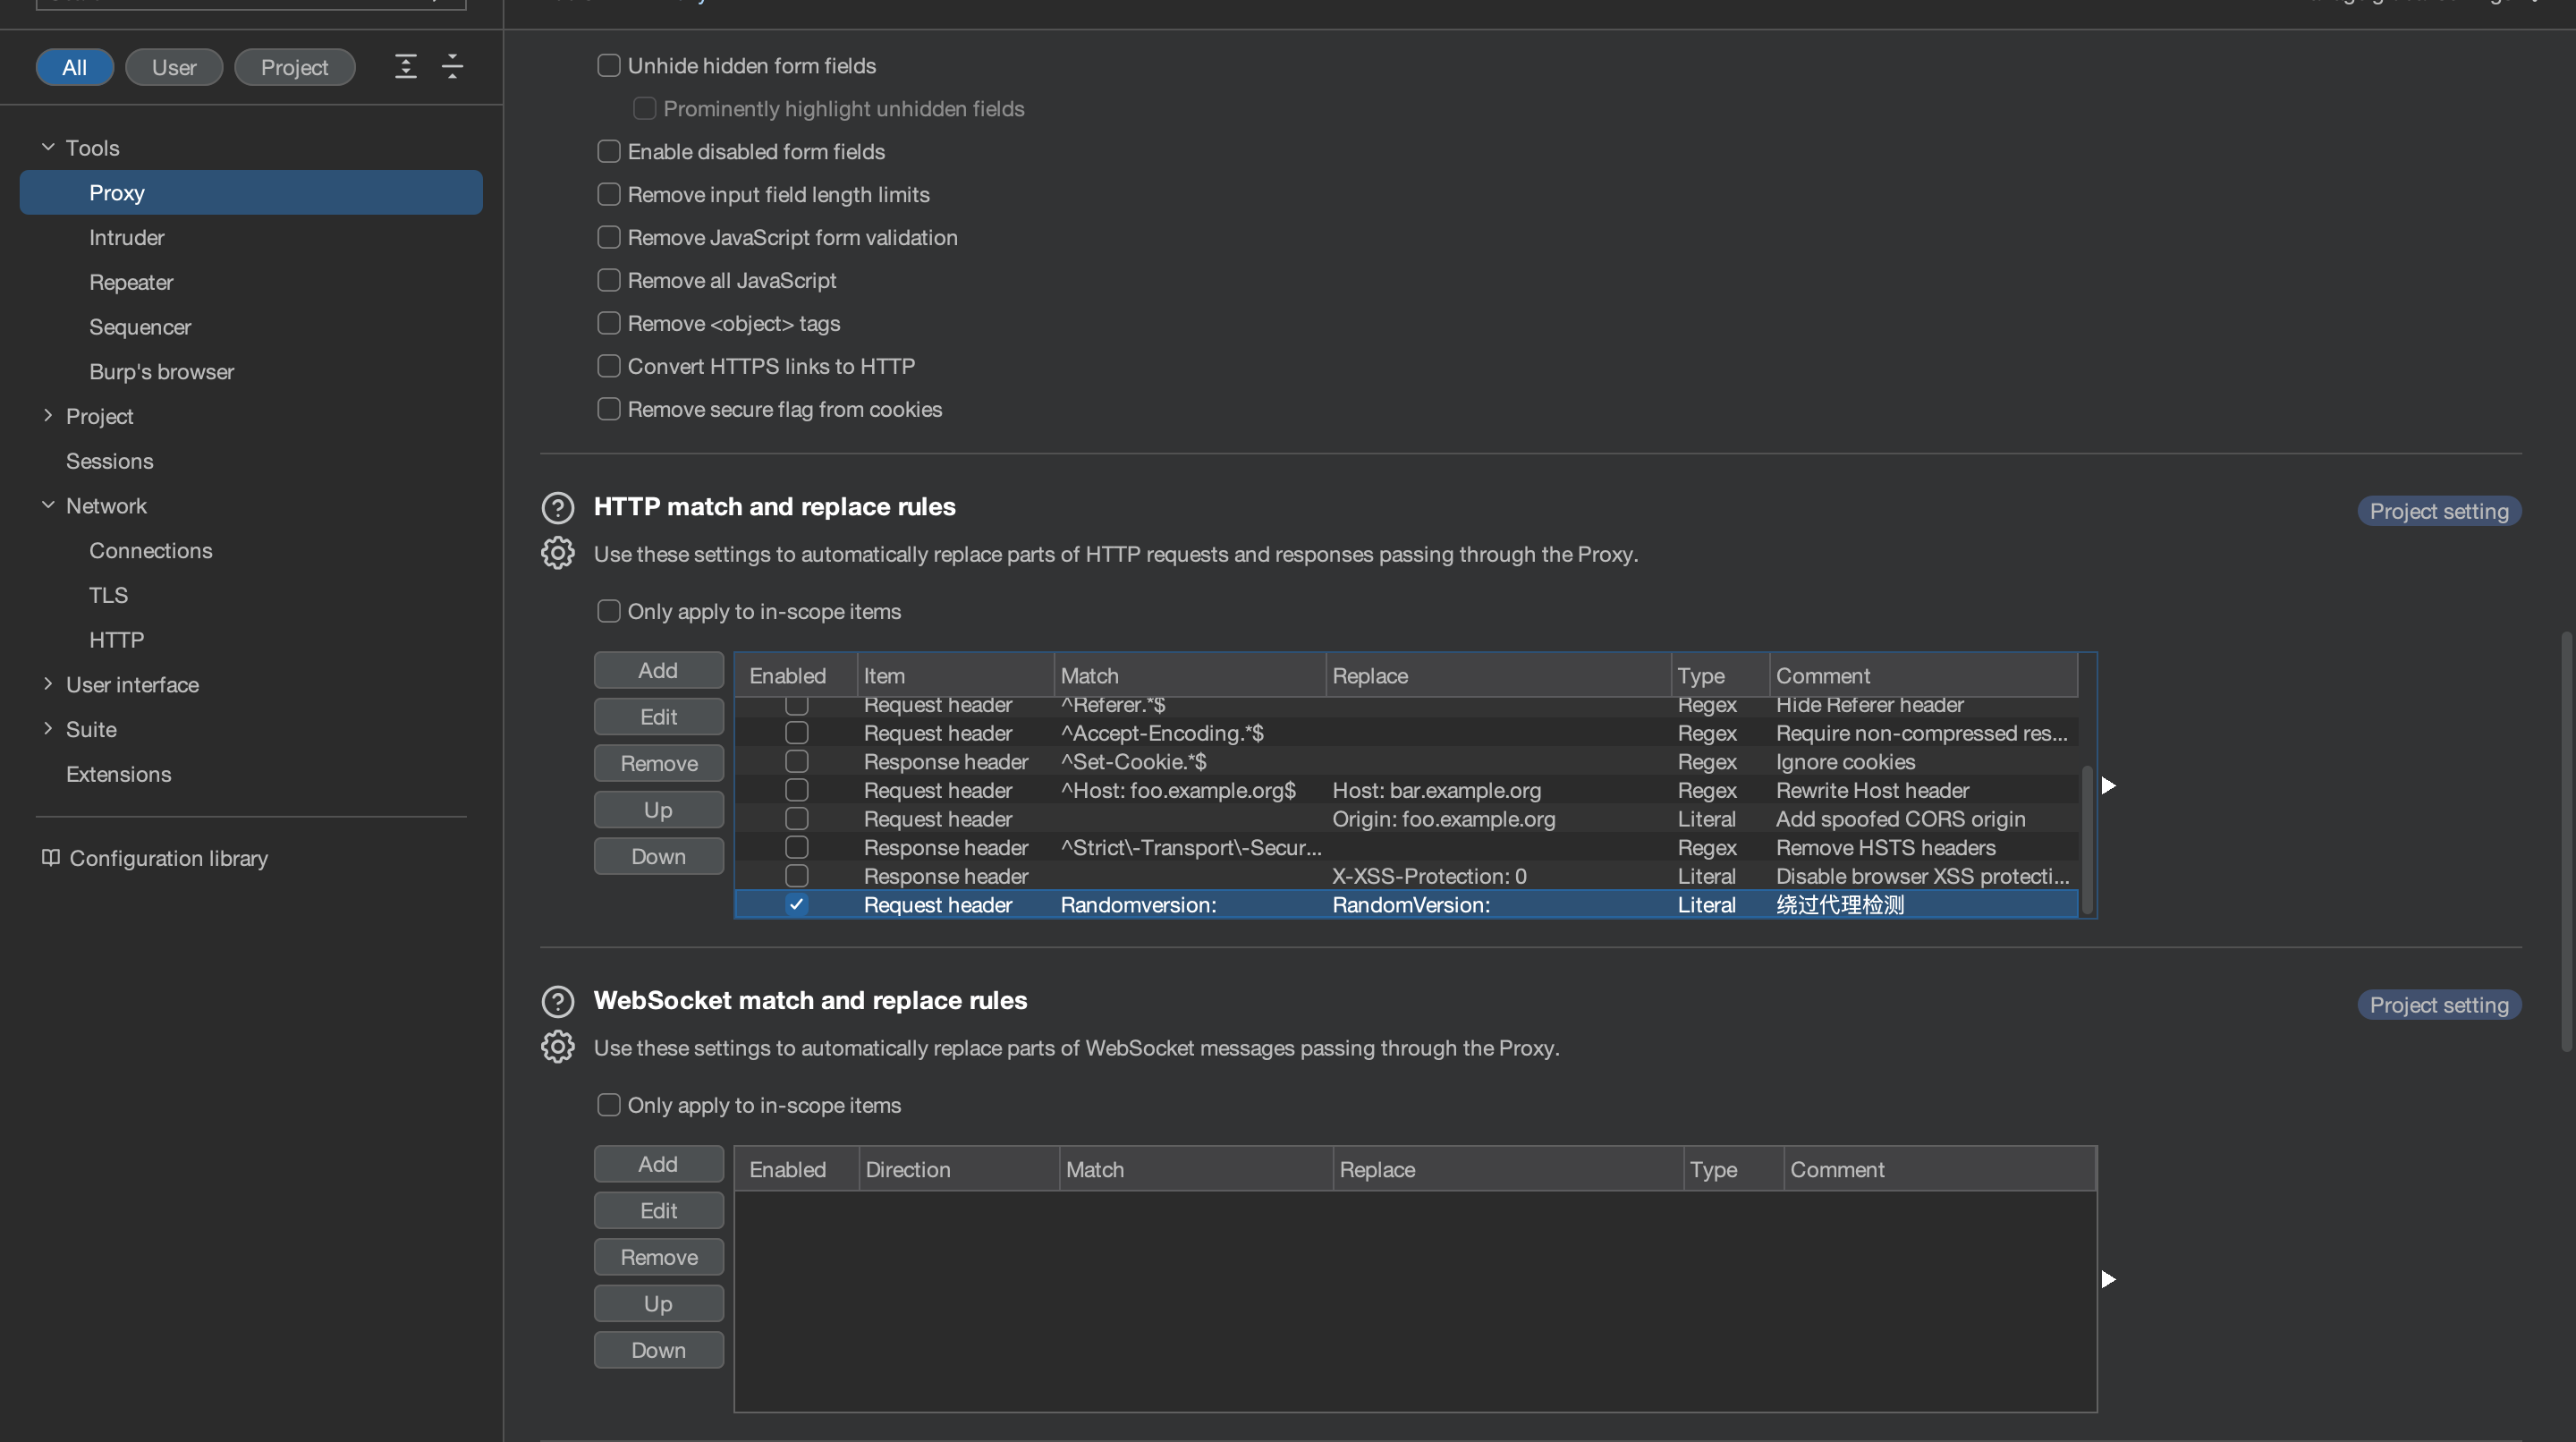 All User Project
Tools
Proxy
Intruder
Repeater
Sequencer
Burp's browser
Project
Sessions
Network
Connections
TLS
HTTP
User interface
Suite
Extensions
Configuration library
Unhide hidden form fields
Prominently highlight unhidden fields
Enable disabled form fields
Remove input field length limits
Remove JavaScript form validation
Remove all JavaScript
Remove <object> tags
Convert HTTPS links to HTTP
Remove secure flag from cookies
HTTP match and replace rules
Project setting
Use these settings to automatically replace parts of HTTP requests and responses passing through the Proxy.
Only apply to in-scope items
Add
Edit
Remove
Up
Down
Enabled Item Match Replace Type Comment
Request header ^Referer.*$ Regex Hide Referer header
Request header ^Accept-Encoding.*$ Regex Require non-compressed res...
Response header ^Set-Cookie.*$ Regex Ignore cookies
Request header ^Host: foo.example.org$ Host: bar.example.org Regex Rewrite Host header
Request header Origin: foo.example.org Literal Add spoofed CORS origin
Response header ^Strict\-Transport\-Secur... Regex Remove HSTS headers
Response header X-XSS-Protection: 0 Literal Disable browser XSS protecti...
Request header Randomversion: RandomVersion: Literal 绕过代理检测
WebSocket match and replace rules
Project setting
Use these settings to automatically replace parts of WebSocket messages passing through the Proxy.
Only apply to in-scope items
Add
Edit
Remove
Up
Down
Enabled Direction Match Replace Type Comment